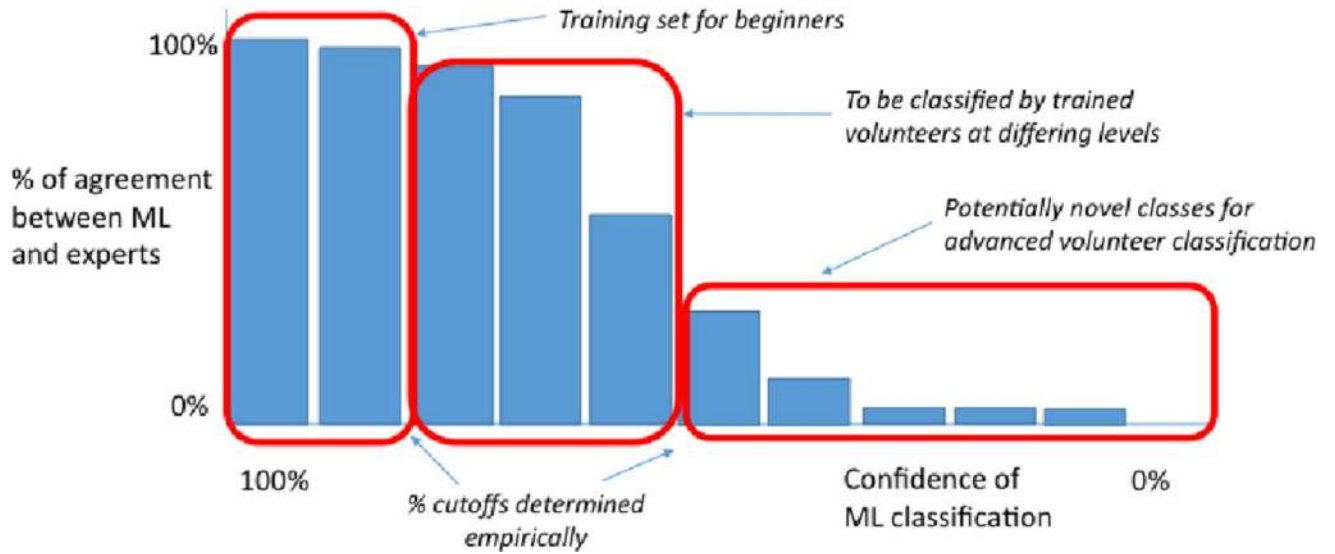 Training set for beginners
100%
To be classified by trained
volunteers at differing levels
% of agreement
between ML
and experts
Potentially novel classes for
advanced volunteer classification
0%
100%
% cutoffs determined
empirically
Confidence of
ML classification
0%